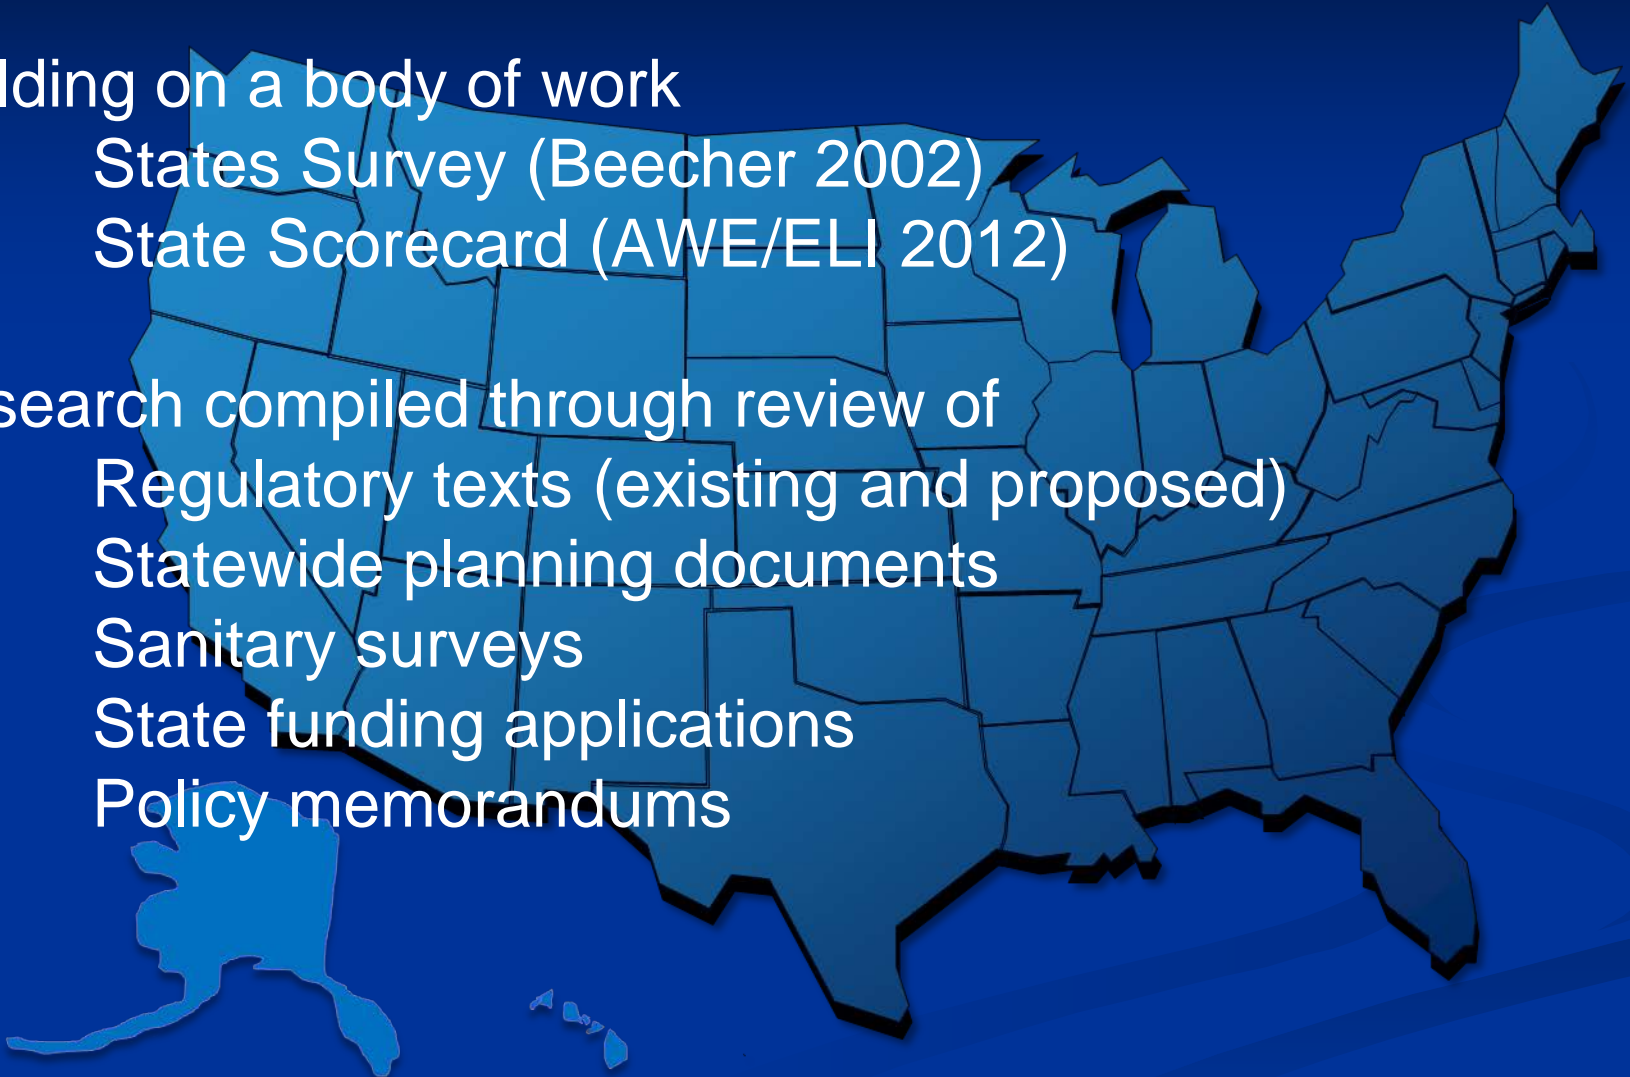 lding on a body of work
States Survey (Beecher 2002)
State Scorecard (AWE/ELI 2012)
search compiled through review of
Regulatory texts (existing and proposed)
Statewide planning documents
Sanitary surveys
State funding applications
Policy memorandums